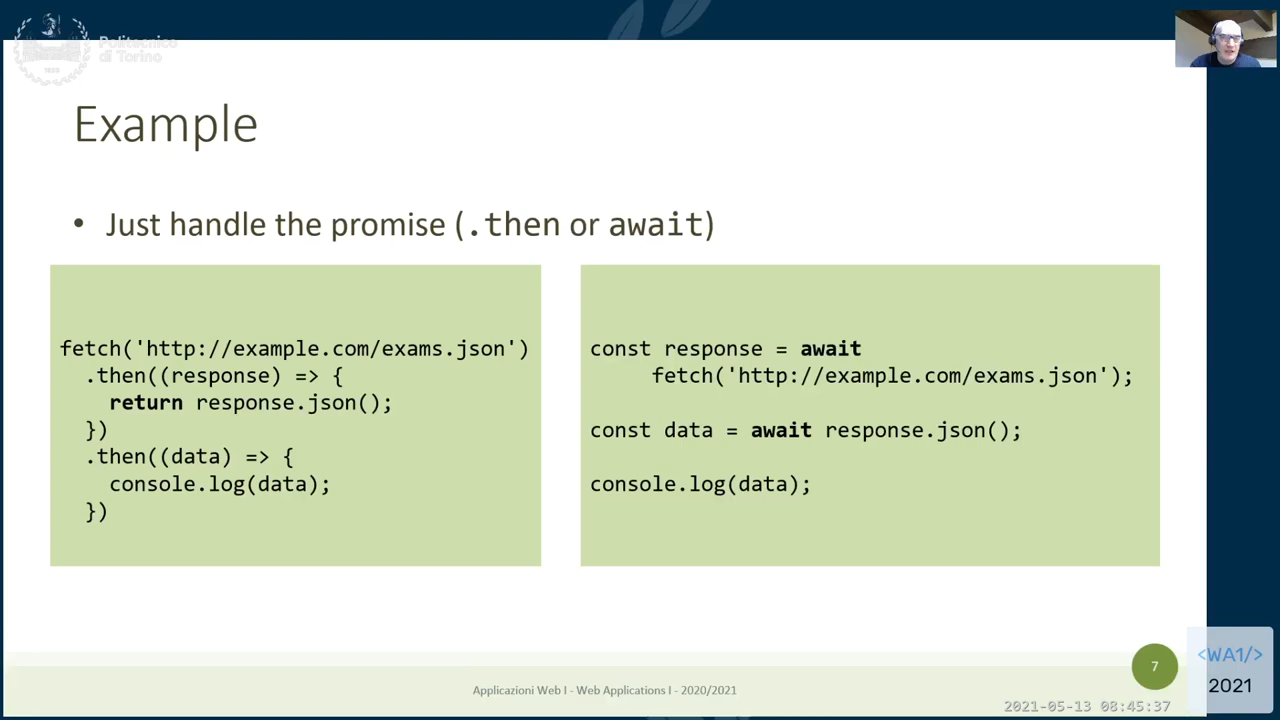 Politecnico
di Torino
Example
• Just handle the promise (.then or await)
fetch('http://example.com/exams.json')
.then((response) => {
return response.json();
})
.then((data) => {
console.log(data);
})
const response = await
fetch('http://example.com/exams.json');
const data = await response.json();
console.log(data);
7
Applicazioni Web I - Web Applications I - 2020/2021
<WA1/>
2021
2021-05-13 08:45:37